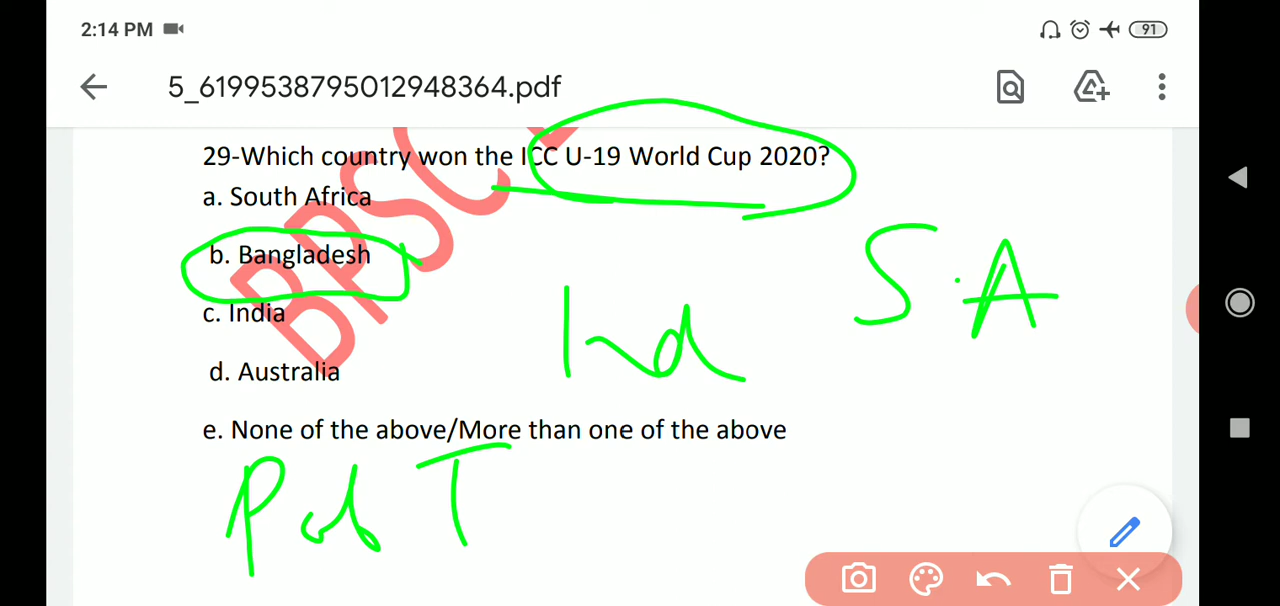 2:14 PM 91
5_6199538795012948364.pdf
29-Which country won the ICC U-19 World Cup 2020?
a. South Africa
b. Bangladesh
c. India
d. Australia
e. None of the above/More than one of the above
BPSC
Ind
S.A
T